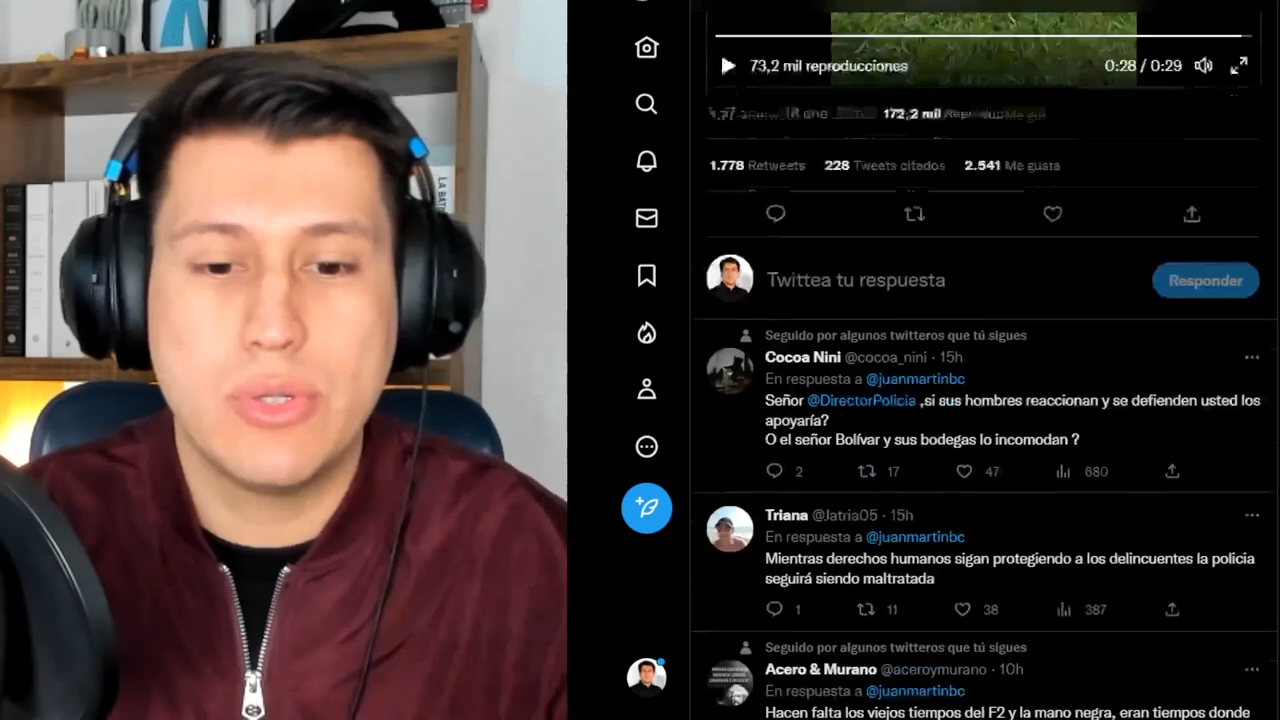 LA BAT
73,2 mil reproducciones
0:28 / 0:29
172,2 mil
1.778 Retweets 228 Tweets citados 2.541 Me gusta
Twittea tu respuesta
Responder
Seguido por algunos twitteros que tú sigues
Cocoa Nini @cocoa_nini · 15h
En respuesta a @juanmartinbc
Señor @DirectorPolicia ,si sus hombres reaccionan y se defienden usted los
apoyaría?
O el señor Bolívar y sus bodegas lo incomodan ?
2 17 47 680
Triana @Jatria05 · 15h
En respuesta a @juanmartinbc
Mientras derechos humanos sigan protegiendo a los delincuentes la policia
seguirá siendo maltratada
1 11 38 387
Seguido por algunos twitteros que tú sigues
Acero & Murano @aceroymurano · 10h
En respuesta a @juanmartinbc
Hacen falta los viejos tiempos del F2 y la mano negra, eran tiempos donde